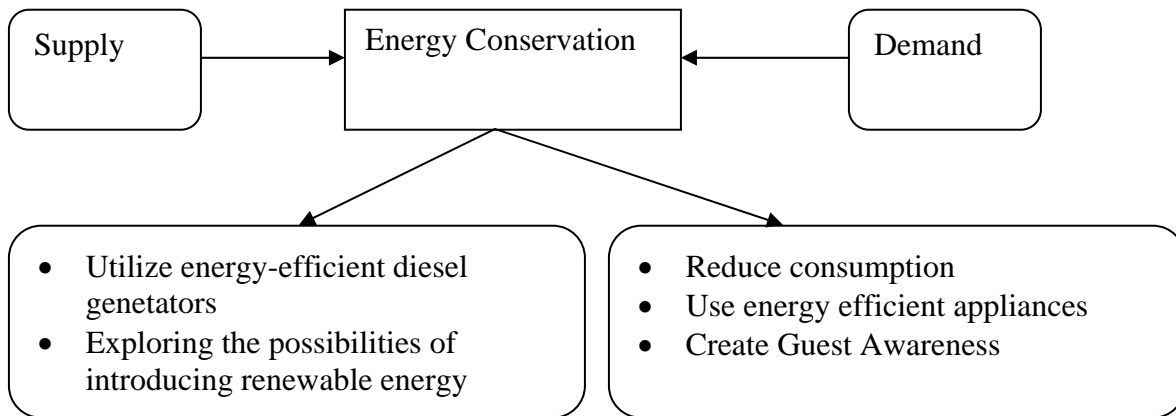 Supply
Energy Conservation
Demand
• Utilize energy-efficient diesel
genetators
• Exploring the possibilities of
introducing renewable energy
• Reduce consumption
• Use energy efficient appliances
• Create Guest Awareness